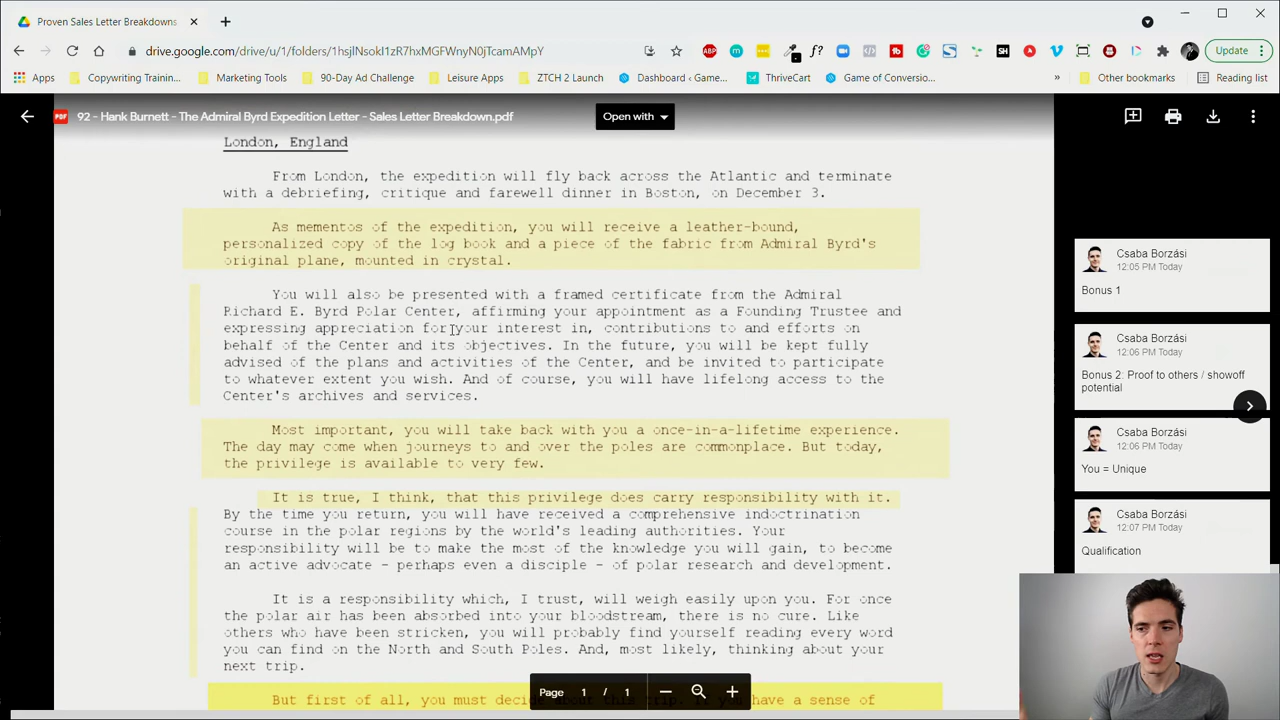 Proven Sales Letter Breakdowns
drive.google.com/drive/u/1/folders/1hsjlNsokI1zR7hxMGFWnyN0jTcamAMpY
Update
Apps
Copywriting Trainin...
Marketing Tools
90-Day Ad Challenge
Leisure Apps
ZTCH 2 Launch
Dashboard ‹ Game...
ThriveCart
Game of Conversio...
»
Other bookmarks
Reading list
92 - Hank Burnett - The Admiral Byrd Expedition Letter - Sales Letter Breakdown.pdf
Open with
London, England
From London, the expedition will fly back across the Atlantic and terminate
with a debriefing, critique and farewell dinner in Boston, on December 3.
As mementos of the expedition, you will receive a leather-bound,
personalized copy of the log book and a piece of the fabric from Admiral Byrd's
original plane, mounted in crystal.
You will also be presented with a framed certificate from the Admiral
Richard E. Byrd Polar Center, affirming your appointment as a Founding Trustee and
expressing appreciation for your interest in, contributions to and efforts on
behalf of the Center and its objectives. In the future, you will be kept fully
advised of the plans and activities of the Center, and be invited to participate
to whatever extent you wish. And of course, you will have lifelong access to the
Center's archives and services.
Most important, you will take back with you a once-in-a-lifetime experience.
The day may come when journeys to and over the poles are commonplace. But today,
the privilege is available to very few.
It is true, I think, that this privilege does carry responsibility with it.
By the time you return, you will have received a comprehensive indoctrination
course in the polar regions by the world's leading authorities. Your
responsibility will be to make the most of the knowledge you will gain, to become
an active advocate - perhaps even a disciple - of polar research and development.
It is a responsibility which, I trust, will weigh easily upon you. For once
the polar air has been absorbed into your bloodstream, there is no cure. Like
others who have been stricken, you will probably find yourself reading every word
you can find on the North and South Poles. And, most likely, thinking about your
next trip.
But first of all, you must decide about this trip. If you have a sense of
Page 1 / 1
Csaba Borzási
12:05 PM Today
Bonus 1
Csaba Borzási
12:06 PM Today
Bonus 2: Proof to others / showoff
potential
Csaba Borzási
12:06 PM Today
You = Unique
Csaba Borzási
12:07 PM Today
Qualification